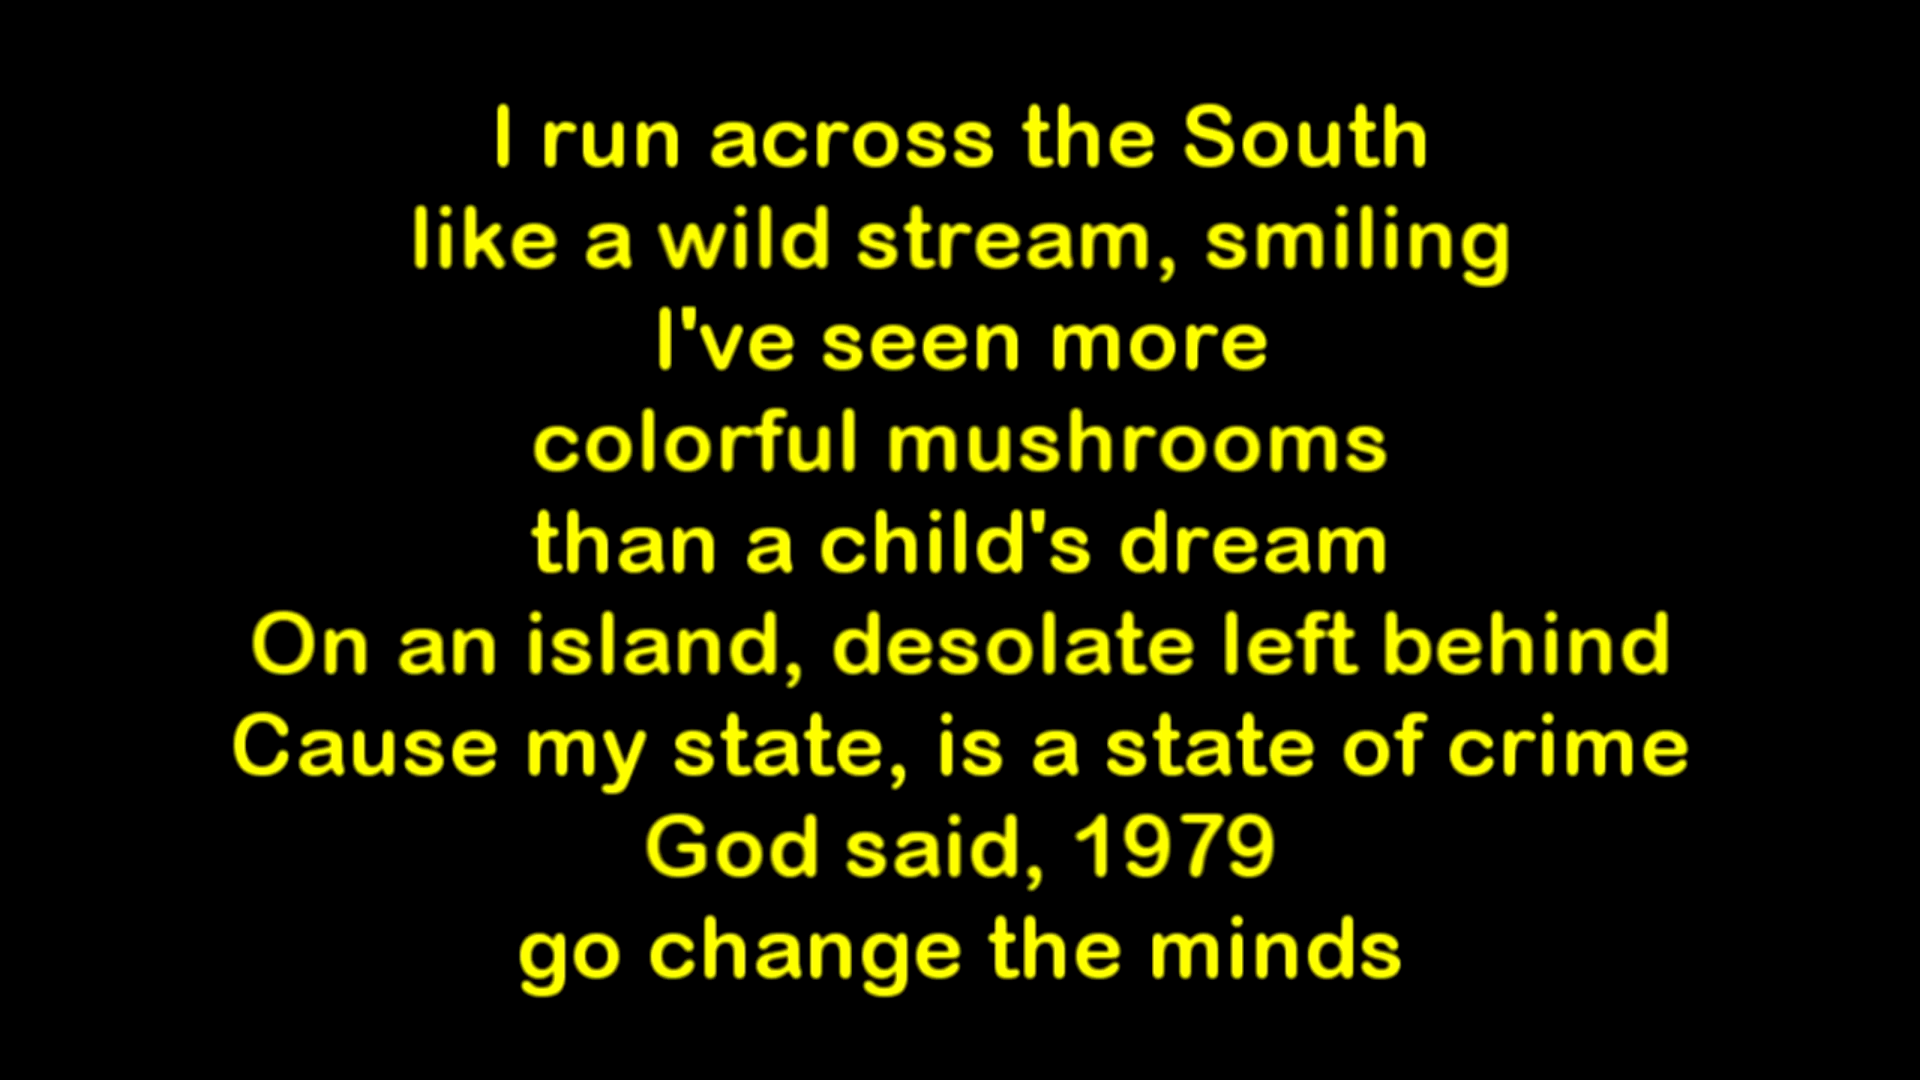 I run across the South
like a wild stream, smiling
I've seen more
colorful mushrooms
than a child's dream
On an island, desolate left behind
Cause my state, is a state of crime
God said, 1979
go change the minds